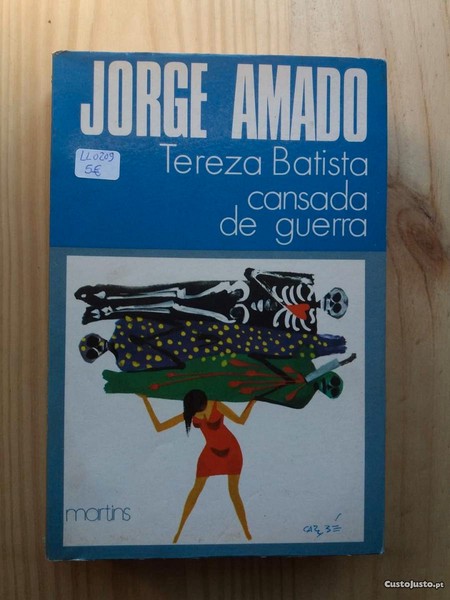 JORGE AMADO
LL0209
5€
Tereza Batista
cansada
de guerra
martins
CustoJusto.pt